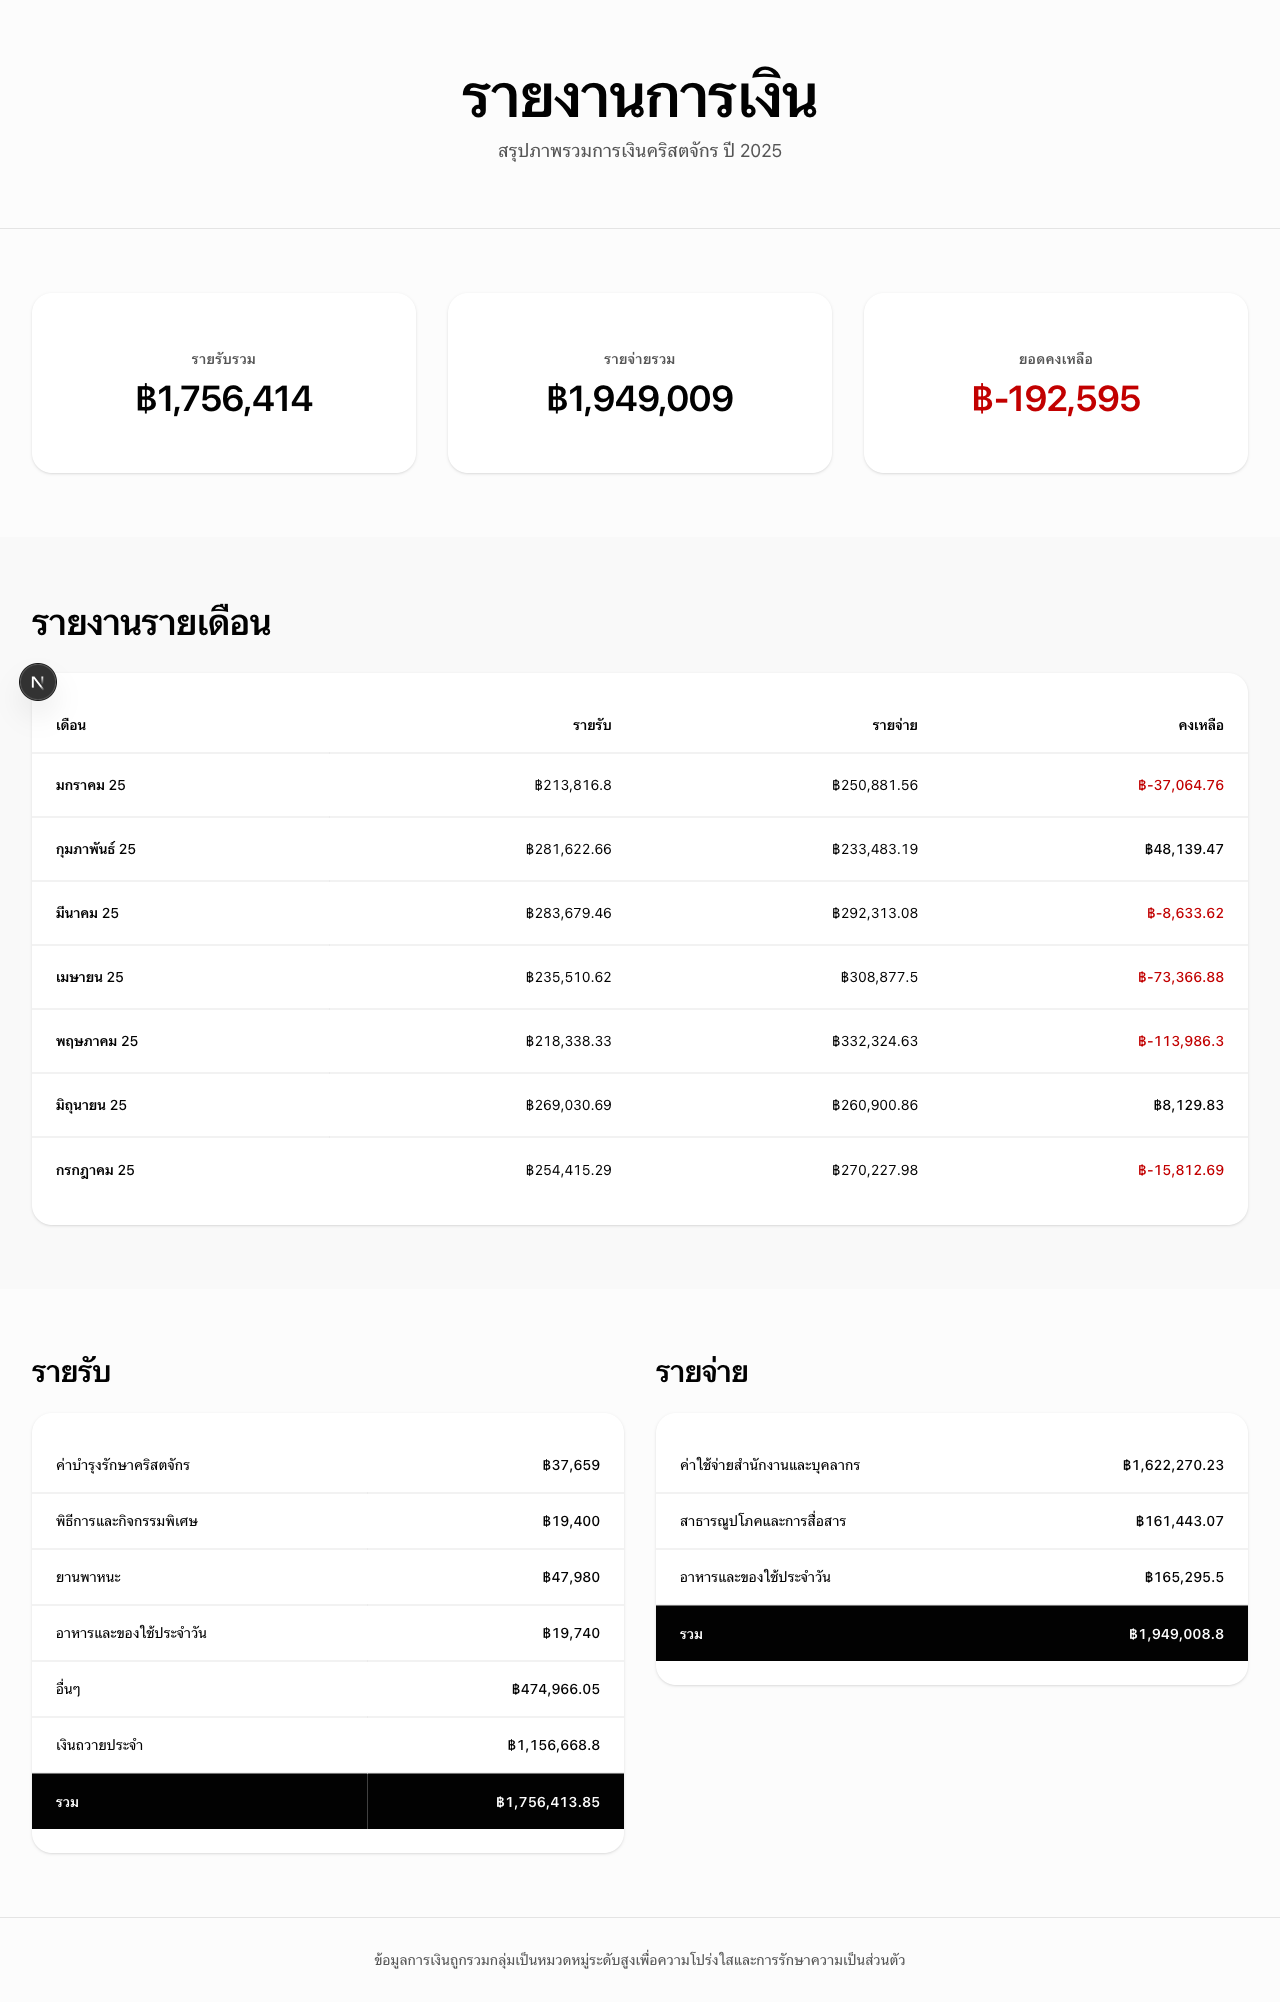 รายงานการเงิน
สรุปภาพรวมการเงินคริสตจักร ปี 2025
รายรับรวม
฿1,756,414
รายจ่ายรวม
฿1,949,009
ยอดคงเหลือ
฿-192,595
รายงานรายเดือน
N
เดือน รายรับ รายจ่าย คงเหลือ
มกราคม 25 ฿213,816.8 ฿250,881.56 ฿-37,064.76
กุมภาพันธ์ 25 ฿281,622.66 ฿233,483.19 ฿48,139.47
มีนาคม 25 ฿283,679.46 ฿292,313.08 ฿-8,633.62
เมษายน 25 ฿235,510.62 ฿308,877.5 ฿-73,366.88
พฤษภาคม 25 ฿218,338.33 ฿332,324.63 ฿-113,986.3
มิถุนายน 25 ฿269,030.69 ฿260,900.86 ฿8,129.83
กรกฎาคม 25 ฿254,415.29 ฿270,227.98 ฿-15,812.69
รายรับ
ค่าบำรุงรักษาคริสตจักร ฿37,659
พิธีการและกิจกรรมพิเศษ ฿19,400
ยานพาหนะ ฿47,980
อาหารและของใช้ประจำวัน ฿19,740
อื่นๆ ฿474,966.05
เงินถวายประจำ ฿1,156,668.8
รวม ฿1,756,413.85
รายจ่าย
ค่าใช้จ่ายสำนักงานและบุคลากร ฿1,622,270.23
สาธารณูปโภคและการสื่อสาร ฿161,443.07
อาหารและของใช้ประจำวัน ฿165,295.5
รวม ฿1,949,008.8
ข้อมูลการเงินถูกรวมกลุ่มเป็นหมวดหมู่ระดับสูงเพื่อความโปร่งใสและการรักษาความเป็นส่วนตัว